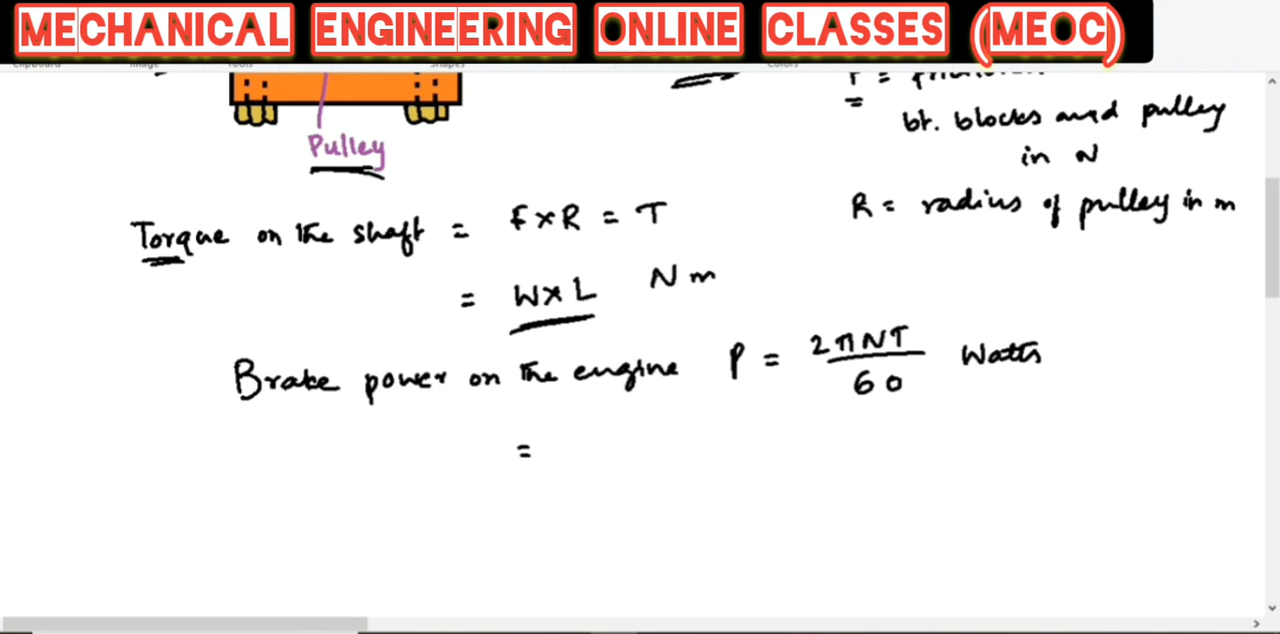 MECHANICAL ENGINEERING ONLINE CLASSES (MEOC)
Pulley
bt. blocks and pulley
in N
R = radius of pulley in m
Torque on the shaft = F × R = T
= W × L Nm
Brake power on the engine P = 2πNT / 60 Watts
=